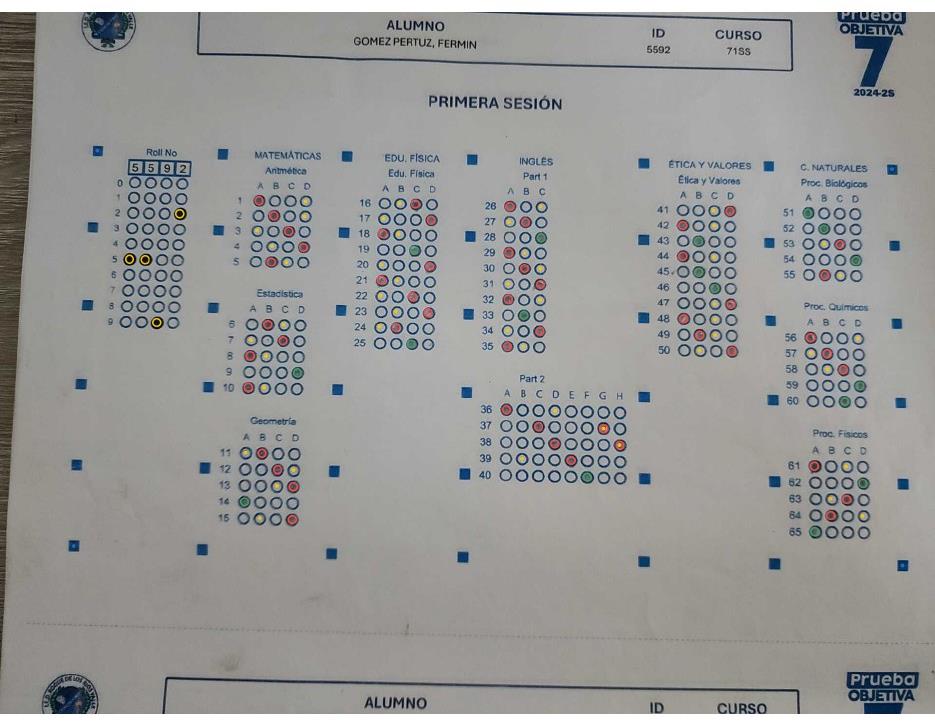 ALUMNO
GOMEZ PERTUZ, FERMIN
ID
5592
CURSO
71SS
Prueba
OBJETIVA
7
2024-2S
PRIMERA SESIÓN
Roll No
5 5 9 2
0
1
2
3
4
5
6
7
8
9
MATEMÁTICAS
Aritmética
A B C D
1
2
3
4
5
Estadística
A B C D
6
7
8
9
10
Geometría
A B C D
11
12
13
14
15
EDU. FÍSICA
Edu. Física
A B C D
16
17
18
19
20
21
22
23
24
25
INGLÉS
Part 1
A B C
26
27
28
29
30
31
32
33
34
35
Part 2
A B C D E F G H
36
37
38
39
40
ÉTICA Y VALORES
Ética y Valores
A B C D
41
42
43
44
45
46
47
48
49
50
C. NATURALES
Proc. Biológicos
A B C D
51
52
53
54
55
Proc. Químicos
A B C D
56
57
58
59
60
Proc. Físicos
A B C D
61
62
63
64
65
ALUMNO
ID
CURSO
Prueba
OBJETIVA